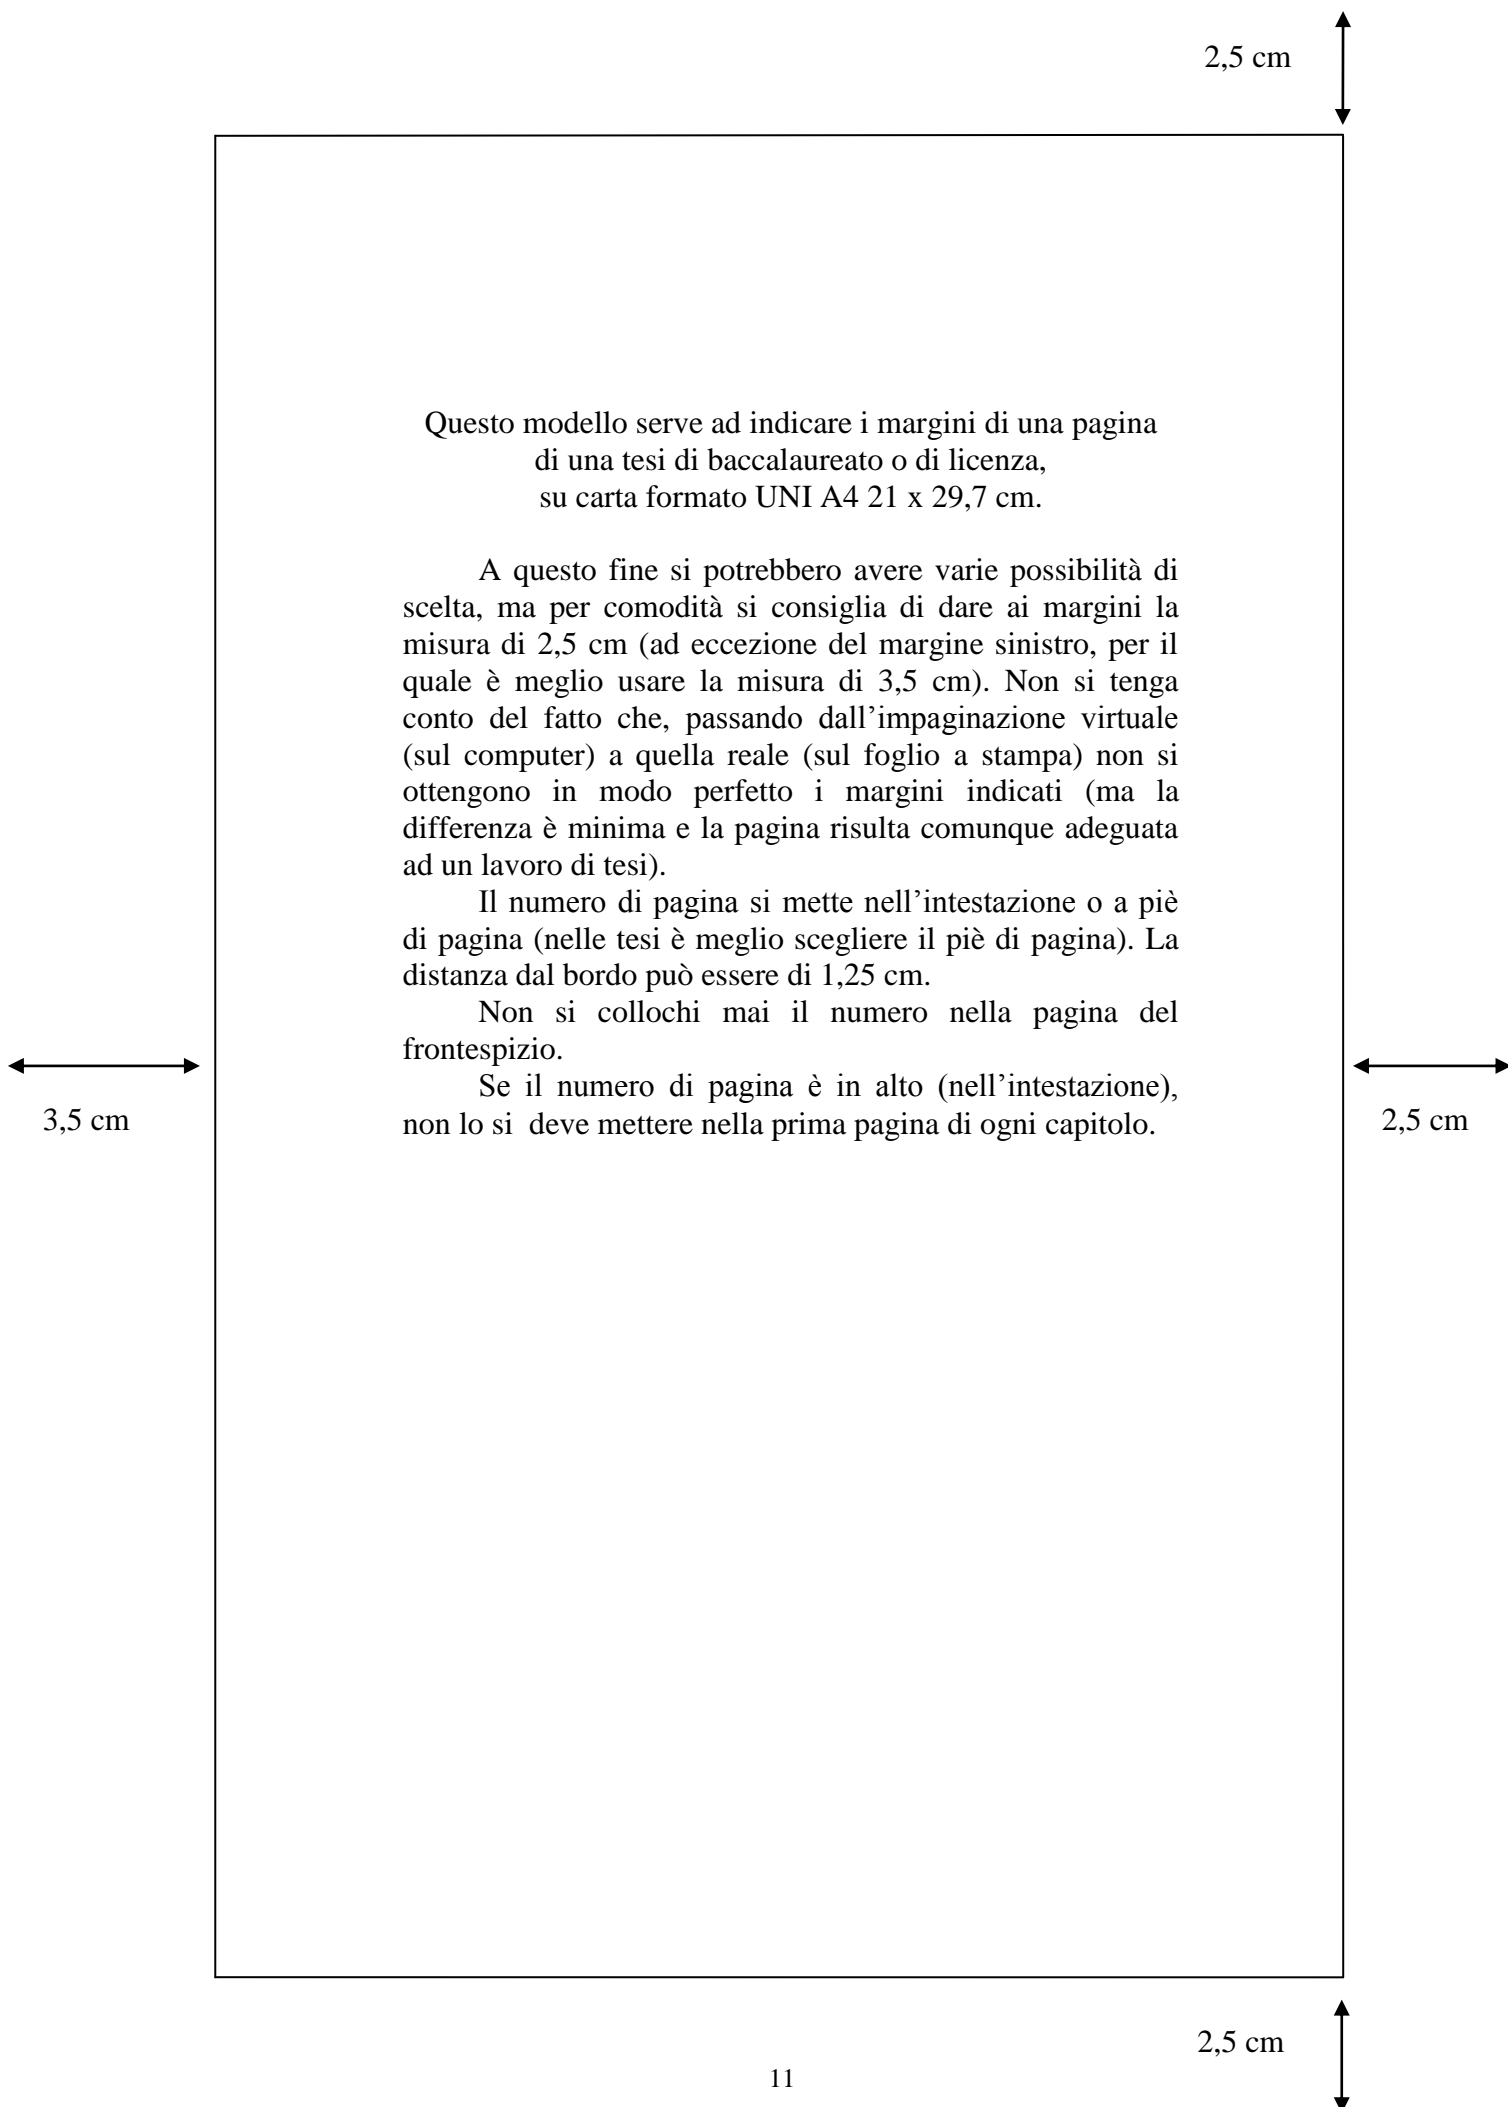 2,5 cm
Questo modello serve ad indicare i margini di una pagina
di una tesi di baccalaureato o di licenza,
su carta formato UNI A4 21 x 29,7 cm.
A questo fine si potrebbero avere varie possibilità di
scelta, ma per comodità si consiglia di dare ai margini la
misura di 2,5 cm (ad eccezione del margine sinistro, per il
quale è meglio usare la misura di 3,5 cm). Non si tenga
conto del fatto che, passando dall’impaginazione virtuale
(sul computer) a quella reale (sul foglio a stampa) non si
ottengono in modo perfetto i margini indicati (ma la
differenza è minima e la pagina risulta comunque adeguata
ad un lavoro di tesi).
Il numero di pagina si mette nell’intestazione o a piè
di pagina (nelle tesi è meglio scegliere il piè di pagina). La
distanza dal bordo può essere di 1,25 cm.
Non si collochi mai il numero nella pagina del
frontespizio.
Se il numero di pagina è in alto (nell’intestazione),
non lo si  deve mettere nella prima pagina di ogni capitolo.
3,5 cm
2,5 cm
2,5 cm
11